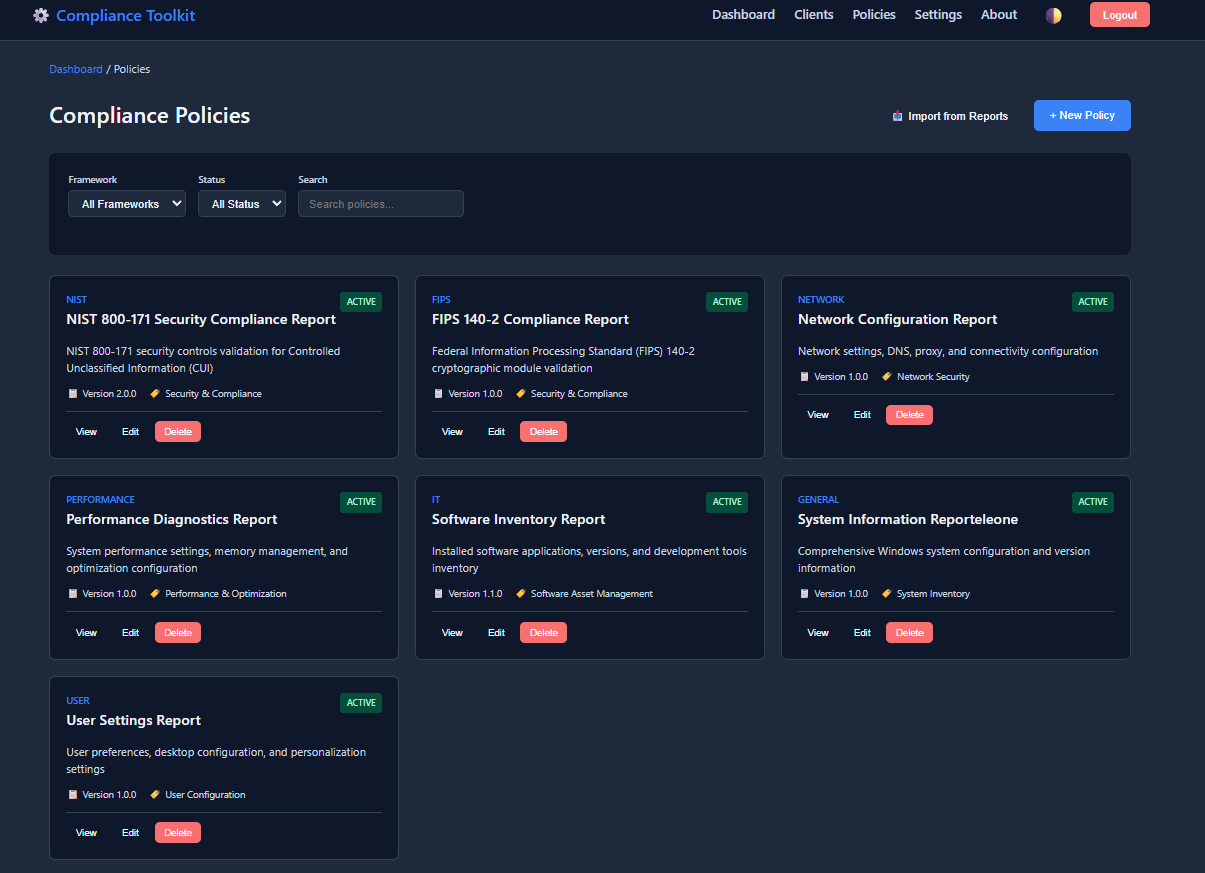 Compliance Toolkit
Dashboard Clients Policies Settings About Logout
Dashboard / Policies
Compliance Policies
Import from Reports
+ New Policy
Framework
All Frameworks
Status
All Status
Search
Search policies...
NIST
ACTIVE
NIST 800-171 Security Compliance Report
NIST 800-171 security controls validation for Controlled
Unclassified Information (CUI)
Version 2.0.0 Security & Compliance
View Edit Delete
FIPS
ACTIVE
FIPS 140-2 Compliance Report
Federal Information Processing Standard (FIPS) 140-2
cryptographic module validation
Version 1.0.0 Security & Compliance
View Edit Delete
NETWORK
ACTIVE
Network Configuration Report
Network settings, DNS, proxy, and connectivity configuration
Version 1.0.0 Network Security
View Edit Delete
PERFORMANCE
ACTIVE
Performance Diagnostics Report
System performance settings, memory management, and
optimization configuration
Version 1.0.0 Performance & Optimization
View Edit Delete
IT
ACTIVE
Software Inventory Report
Installed software applications, versions, and development tools
inventory
Version 1.1.0 Software Asset Management
View Edit Delete
GENERAL
ACTIVE
System Information Reporteleone
Comprehensive Windows system configuration and version
information
Version 1.0.0 System Inventory
View Edit Delete
USER
ACTIVE
User Settings Report
User preferences, desktop configuration, and personalization
settings
Version 1.0.0 User Configuration
View Edit Delete